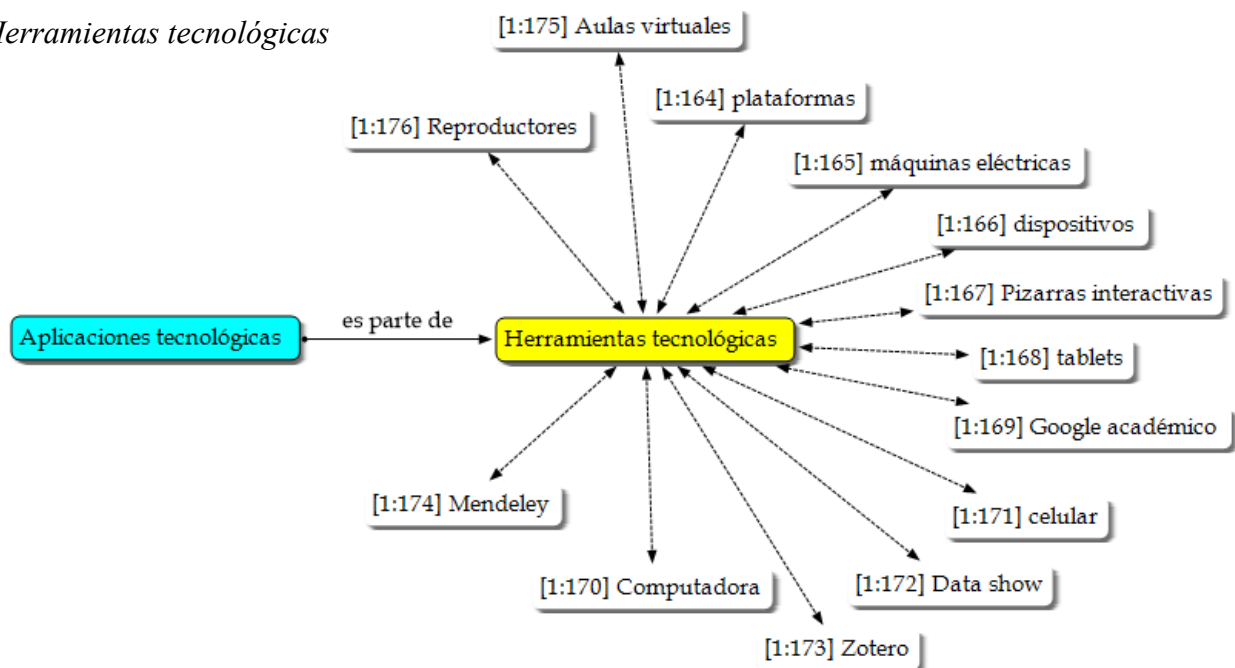 Herramientas tecnológicas
[1:175] Aulas virtuales
[1:164] plataformas
[1:176] Reproductores
[1:165] máquinas eléctricas
[1:166] dispositivos
[1:167] Pizarras interactivas
es parte de
Aplicaciones tecnológicas
Herramientas tecnológicas
[1:168] tablets
[1:169] Google académico
[1:174] Mendeley
[1:171] celular
[1:170] Computadora
[1:172] Data show
[1:173] Zotero